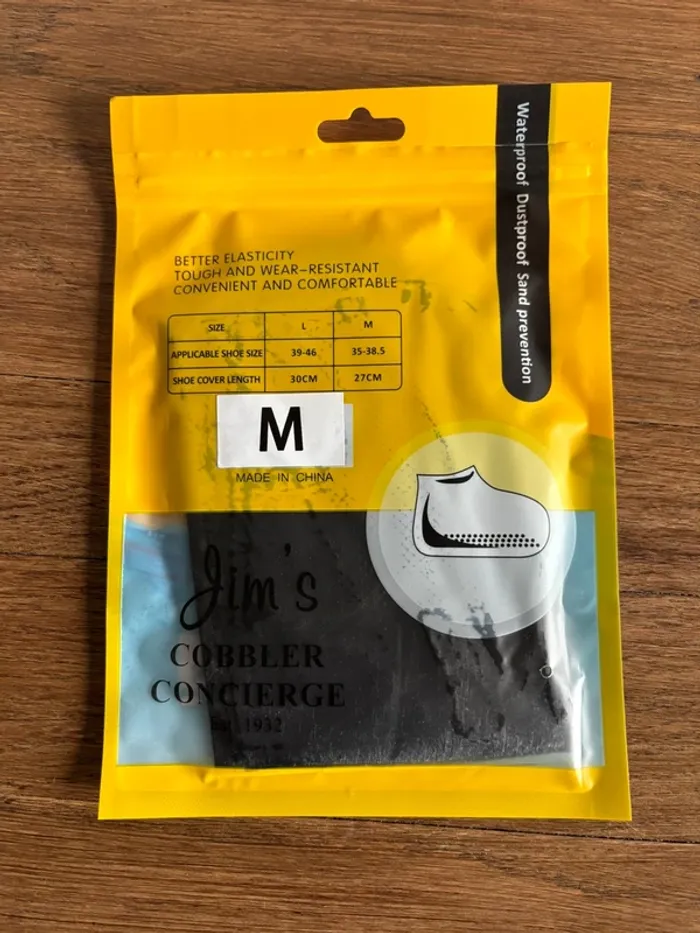 Waterproof Dustproof Sand prevention
BETTER ELASTICITY
TOUGH AND WEAR-RESISTANT
CONVENIENT AND COMFORTABLE
SIZE L M
APPLICABLE SHOE SIZE 39-46 35-38.5
SHOE COVER LENGTH 30CM 27CM
M
MADE IN CHINA
Jim's
COBBLER
CONCIERGE
1932